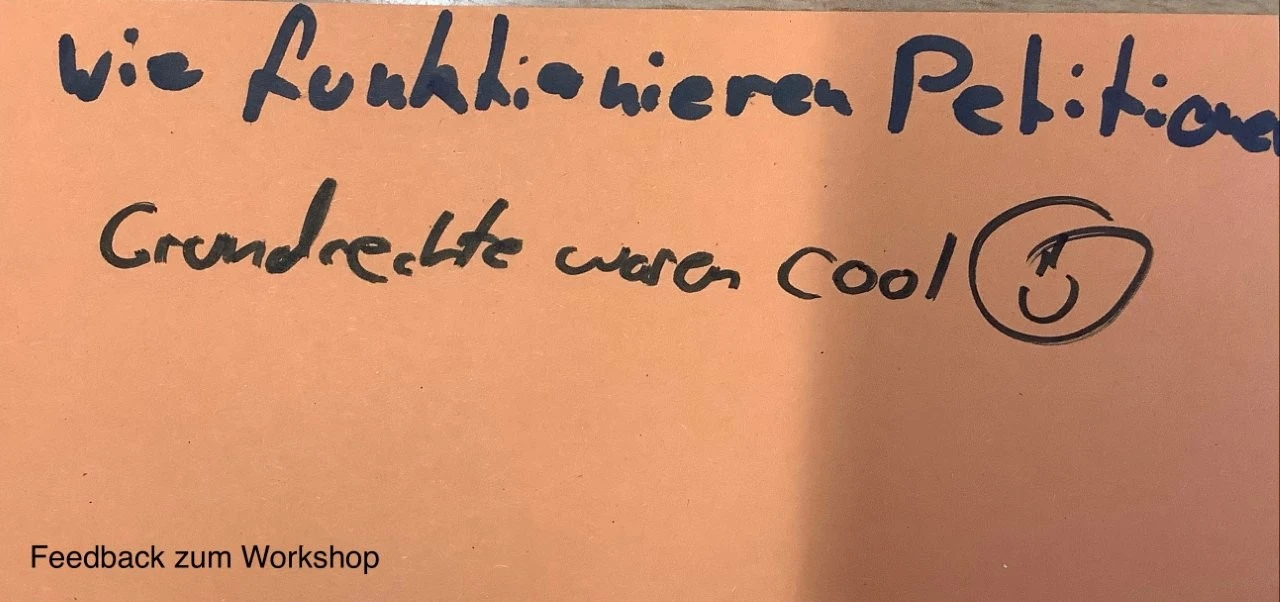 Wie funktionieren Petitionen
Grundrechte waren cool
Feedback zum Workshop